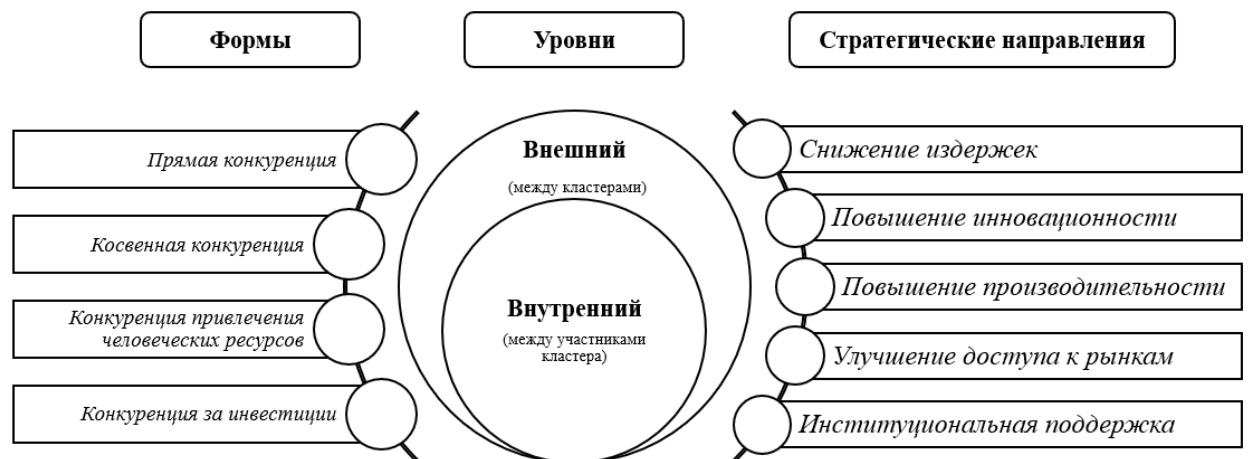 Формы
Уровни
Стратегические направления
Прямая конкуренция
Косвенная конкуренция
Конкуренция привлечения
человеческих ресурсов
Конкуренция за инвестиции
Внешний
(между кластерами)
Внутренний
(между участниками
кластера)
Снижение издержек
Повышение инновационности
Повышение производительности
Улучшение доступа к рынкам
Институциональная поддержка